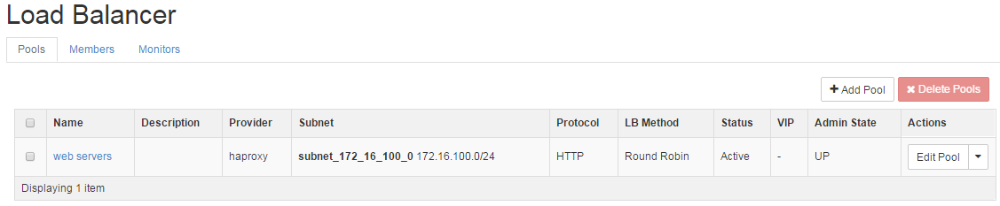 Load Balancer
Pools Members Monitors
Add Pool Delete Pools
Name Description Provider Subnet Protocol LB Method Status VIP Admin State Actions
web servers haproxy subnet_172_16_100_0 172.16.100.0/24 HTTP Round Robin Active - UP Edit Pool
Displaying 1 item